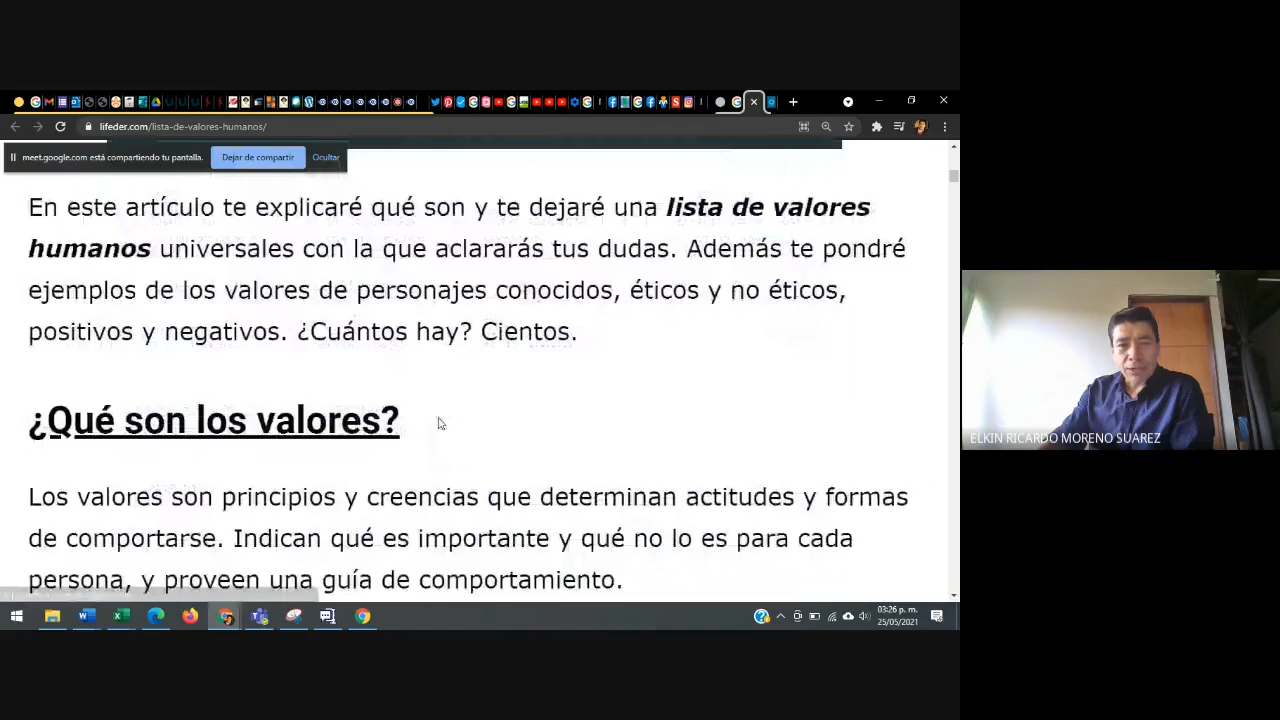 lifeder.com/lista-de-valores-humanos/
meet.google.com está compartiendo tu pantalla.
Dejar de compartir
Ocultar
En este artículo te explicaré qué son y te dejaré una lista de valores
humanos universales con la que aclararás tus dudas. Además te pondré
ejemplos de los valores de personajes conocidos, éticos y no éticos,
positivos y negativos. ¿Cuántos hay? Cientos.
¿Qué son los valores?
Los valores son principios y creencias que determinan actitudes y formas
de comportarse. Indican qué es importante y qué no lo es para cada
persona, y proveen una guía de comportamiento.
ELKIN RICARDO MORENO SUAREZ
03:26 p. m.
25/05/2021